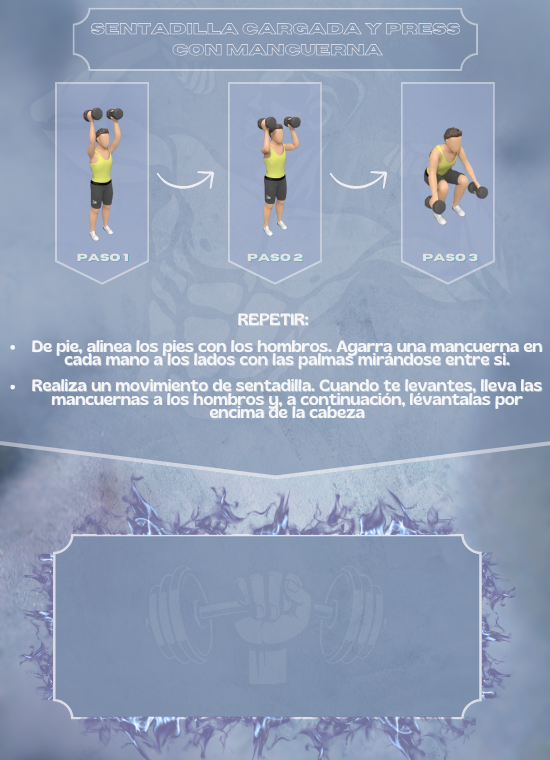 SENTADILLA CARGADA Y PRESS
CON MANCUERNA
PASO 1
PASO 2
PASO 3
REPETIR:
• De pie, alinea los pies con los hombros. Agarra una mancuerna en
cada mano a los lados con las palmas mirándose entre si.
• Realiza un movimiento de sentadilla. Cuando te levantes, lleva las
mancuernas a los hombros y, a continuación, lévantalas por
encima de la cabeza